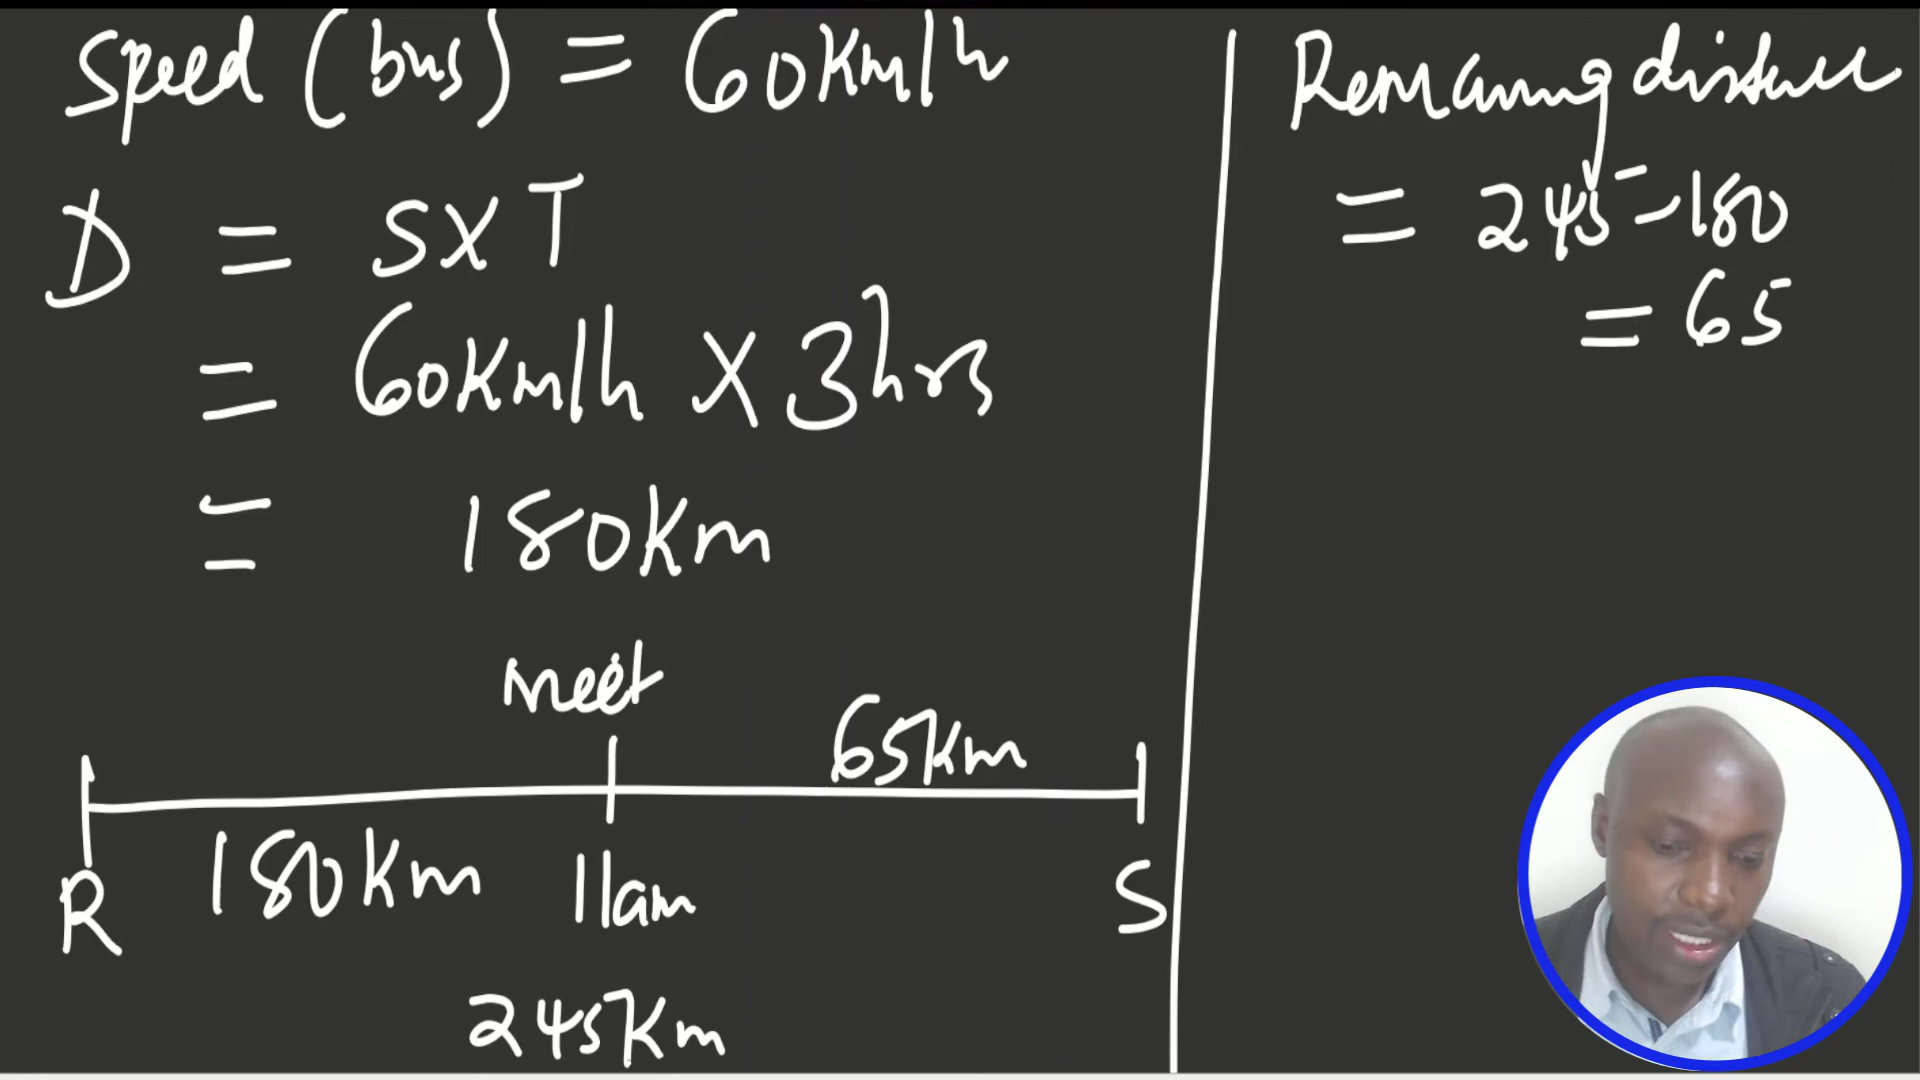 Speed (bus) = 60Km/h
D = S X T
= 60Km/h X 3hrs
= 180Km
meet
65Km
R 180Km 11am S
245Km
Remaining distance
= 245 - 180
= 65